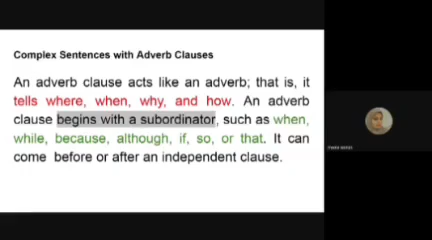 Complex Sentences with Adverb Clauses
An adverb clause acts like an adverb; that is, it
tells where, when, why, and how. An adverb
clause begins with a subordinator, such as when,
while, because, although, if, so, or that. It can
come before or after an independent clause.